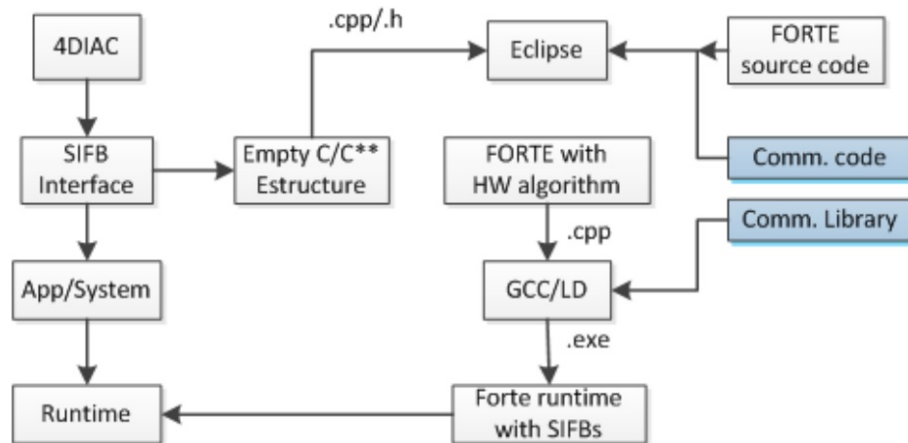 .cpp/.h
4DIAC
Eclipse
FORTE
source code
SIFB
Interface
Empty C/C**
Estructure
FORTE with
HW algorithm
Comm. code
Comm. Library
.cpp
App/System
GCC/LD
.exe
Runtime
Forte runtime
with SIFBs